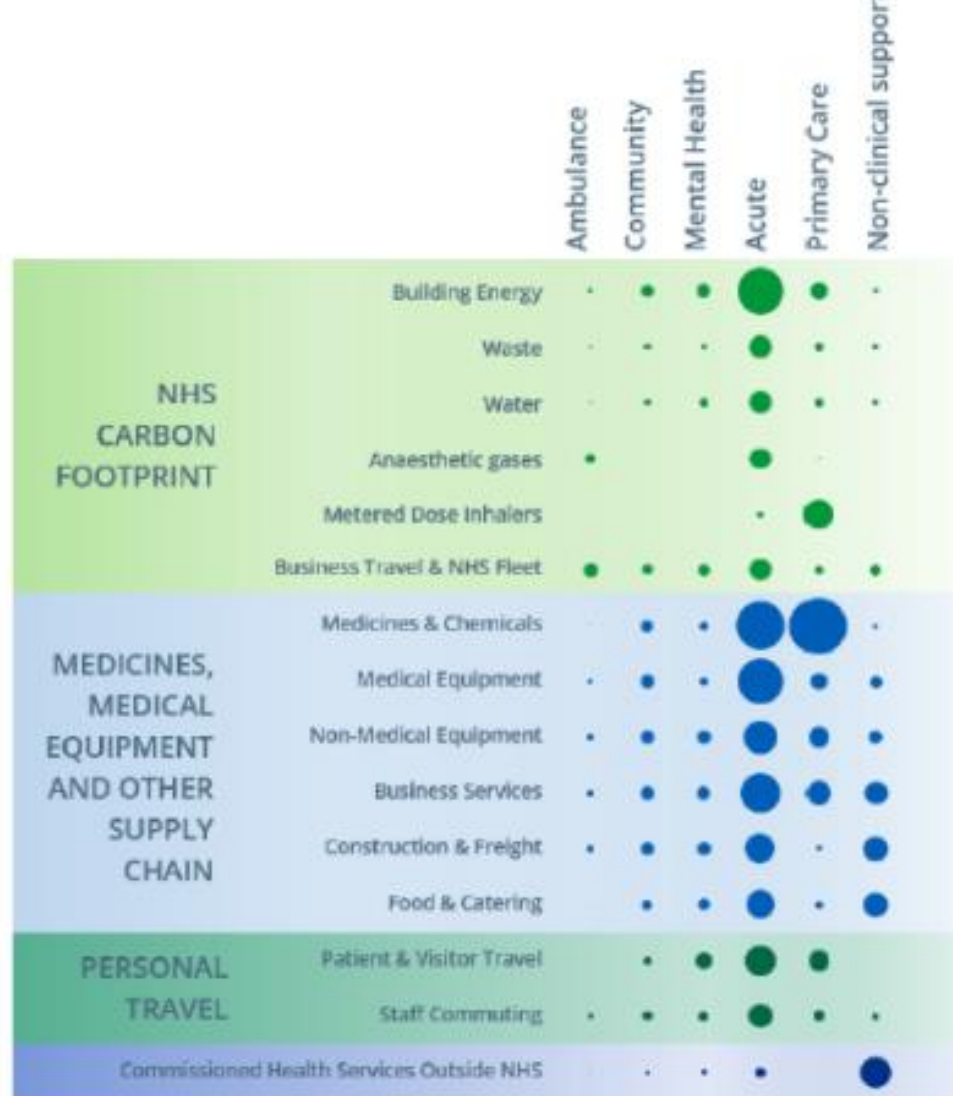 Ambulance
Community
Mental Health
Acute
Primary Care
Non-clinical suppor
NHS
CARBON
FOOTPRINT
Building Energy
Waste
Water
Anaesthetic gases
Metered Dose Inhalers
Business Travel & NHS Fleet
MEDICINES,
MEDICAL
EQUIPMENT
AND OTHER
SUPPLY
CHAIN
Medicines & Chemicals
Medical Equipment
Non-Medical Equipment
Business Services
Construction & Freight
Food & Catering
PERSONAL
TRAVEL
Patient & Visitor Travel
Staff Commuting
Commissioned Health Services Outside NHS